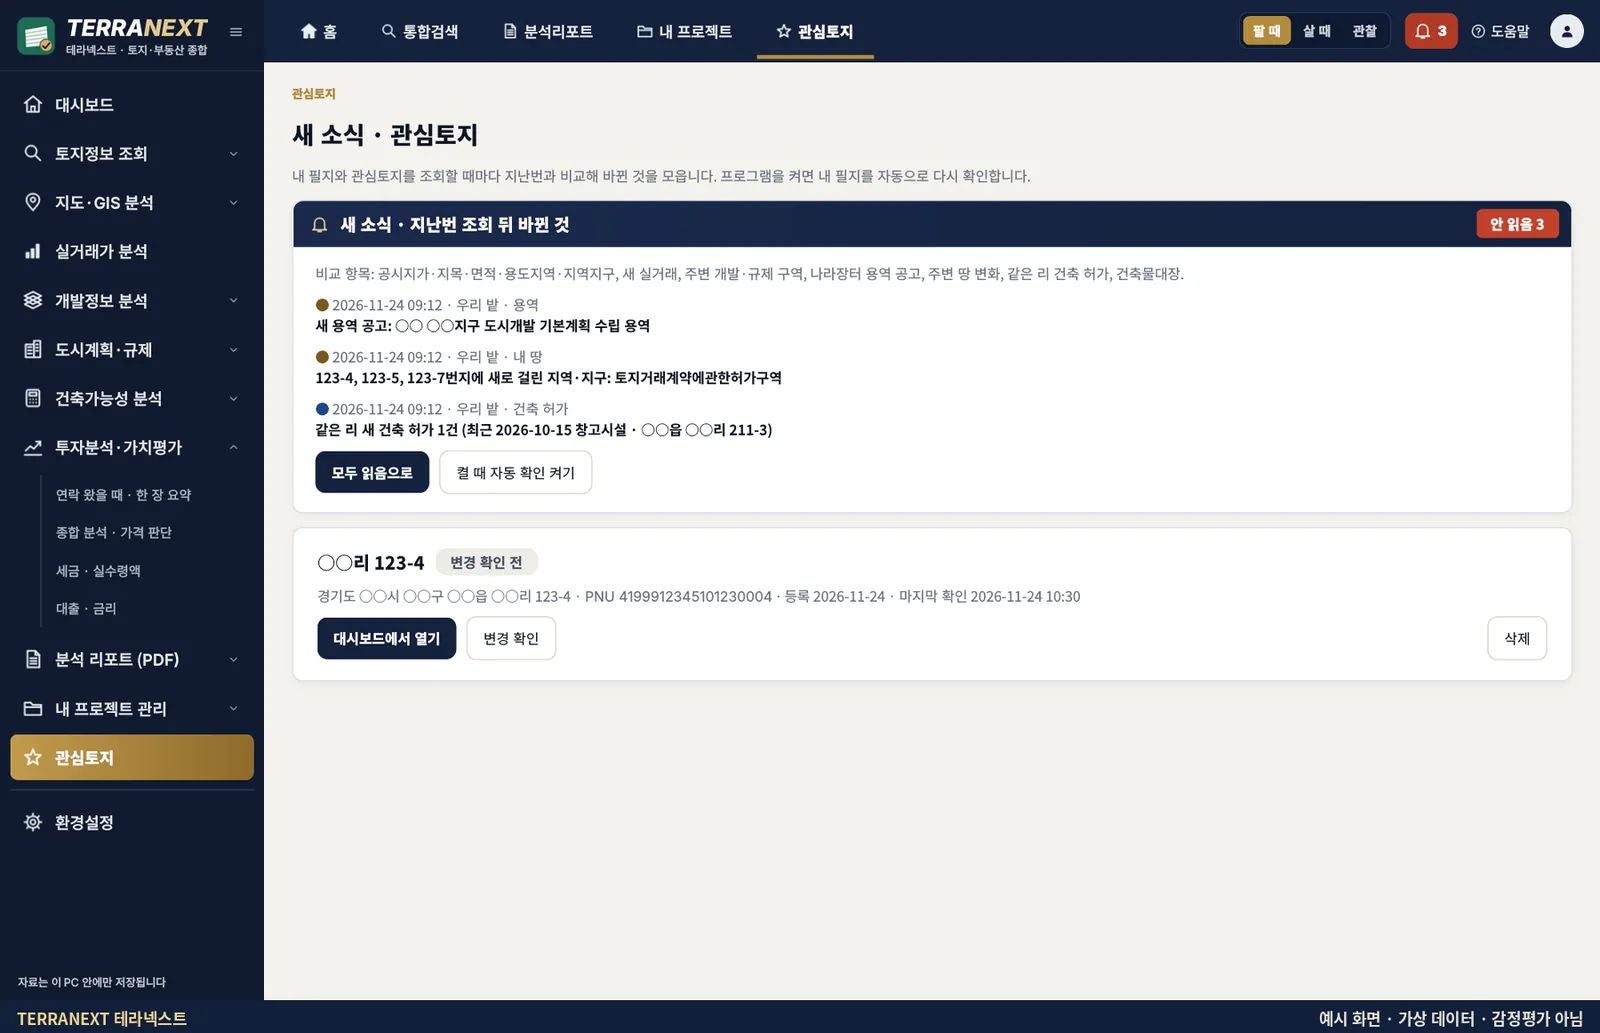 TERRANEXT
테라넥스트 · 토지·부동산 종합
홈
통합검색
분석리포트
내 프로젝트
관심토지
팔 때
살 때
관찰
3
도움말
대시보드
토지정보 조회
지도·GIS 분석
실거래가 분석
개발정보 분석
도시계획·규제
건축가능성 분석
투자분석·가치평가
연락 왔을 때 · 한 장 요약
종합 분석 · 가격 판단
세금 · 실수령액
대출 · 금리
분석 리포트 (PDF)
내 프로젝트 관리
관심토지
환경설정
자료는 이 PC 안에만 저장됩니다
관심토지
새 소식 · 관심토지
내 필지와 관심토지를 조회할 때마다 지난번과 비교해 바뀐 것을 모읍니다. 프로그램을 켜면 내 필지를 자동으로 다시 확인합니다.
새 소식 · 지난번 조회 뒤 바뀐 것
안 읽음 3
비교 항목: 공시지가·지목·면적·용도지역·지역지구, 새 실거래, 주변 개발·규제 구역, 나라장터 용역 공고, 주변 땅 변화, 같은 리 건축 허가, 건축물대장.
2026-11-24 09:12 · 우리 밭 · 용역
새 용역 공고: ○○ ○○지구 도시개발 기본계획 수립 용역
2026-11-24 09:12 · 우리 밭 · 내 땅
123-4, 123-5, 123-7번지에 새로 걸린 지역·지구: 토지거래계약에관한허가구역
2026-11-24 09:12 · 우리 밭 · 건축 허가
같은 리 새 건축 허가 1건 (최근 2026-10-15 창고시설 · ○○읍 ○○리 211-3)
모두 읽음으로
켤 때 자동 확인 켜기
○○리 123-4
변경 확인 전
경기도 ○○시 ○○구 ○○읍 ○○리 123-4 · PNU 4199912345101230004 · 등록 2026-11-24 · 마지막 확인 2026-11-24 10:30
대시보드에서 열기
변경 확인
삭제
TERRANEXT 테라넥스트
예시 화면 · 가상 데이터 · 감정평가 아님